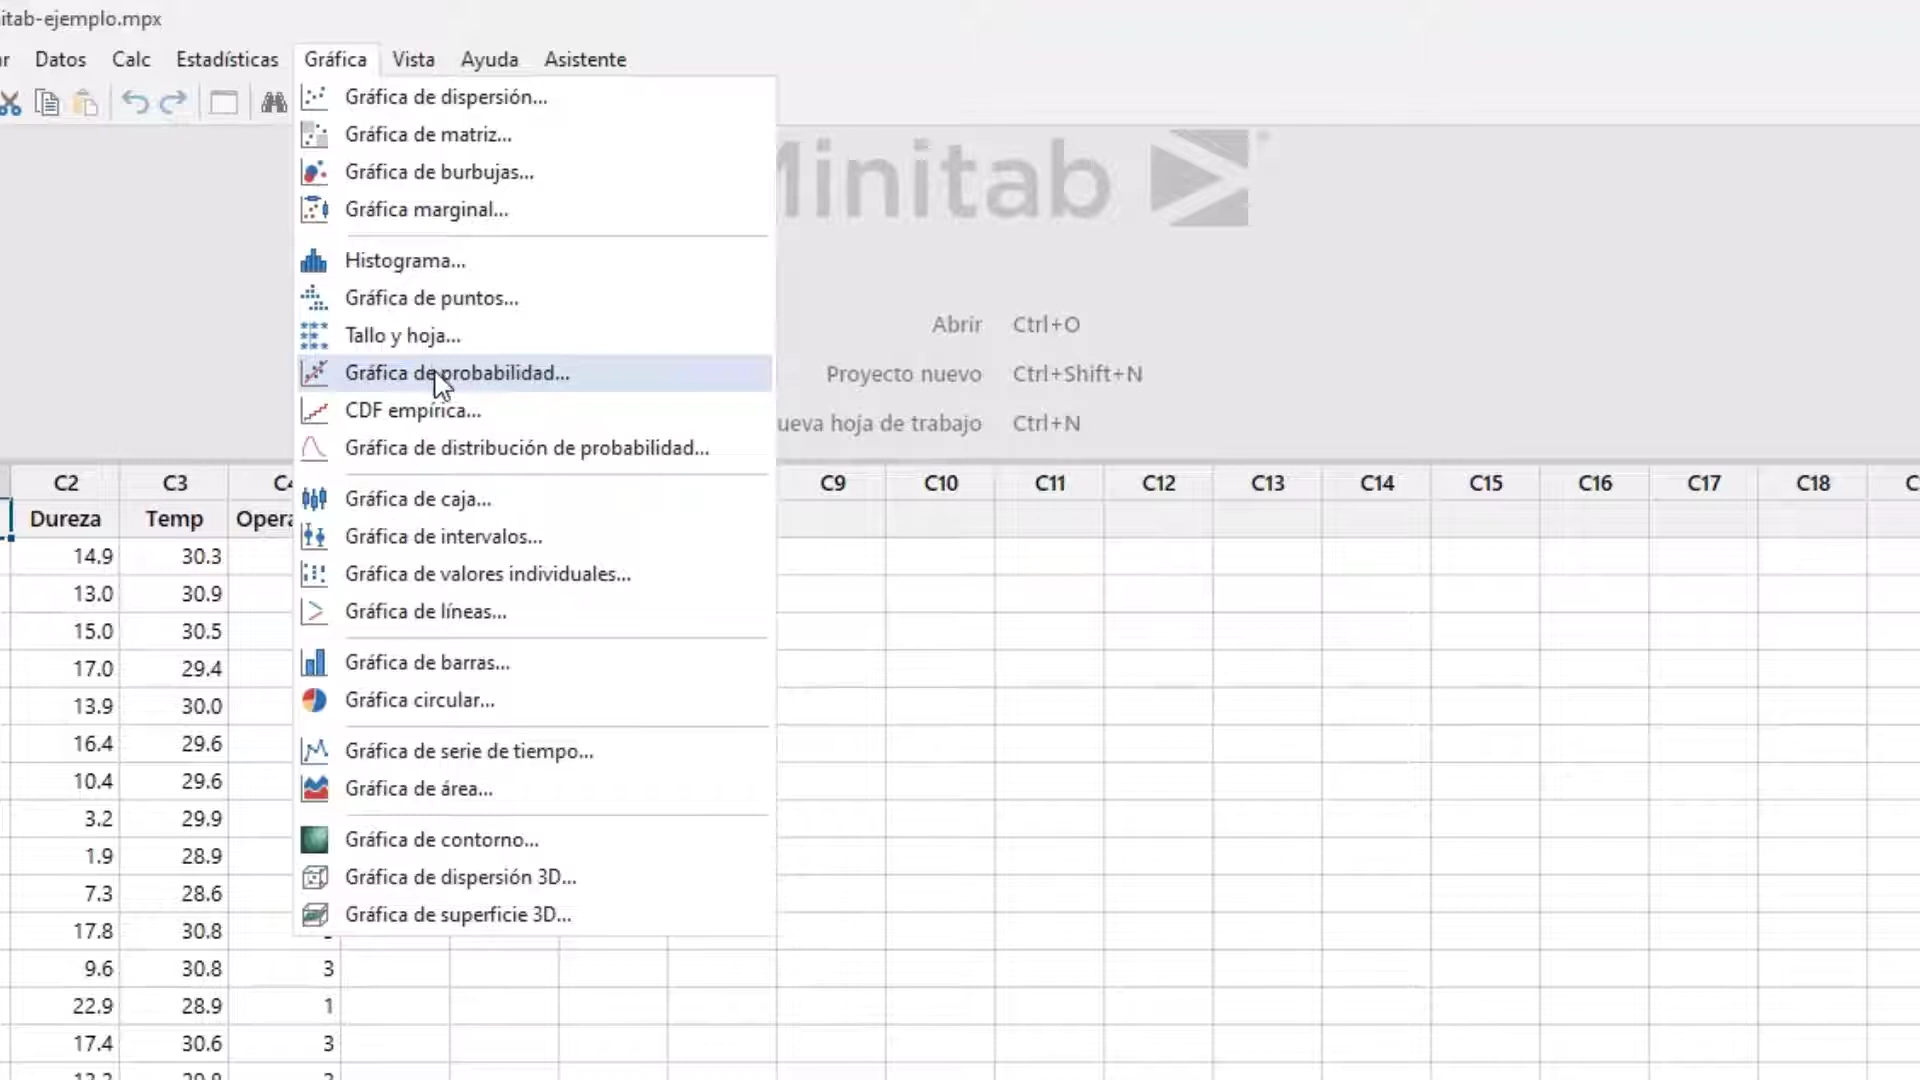 itab-ejemplo.mpx
Datos Calc Estadísticas Gráfica Vista Ayuda Asistente
Gráfica de dispersión...
Gráfica de matriz...
Gráfica de burbujas...
Gráfica marginal...
Histograma...
Gráfica de puntos...
Tallo y hoja...
Gráfica de probabilidad...
CDF empírica...
Gráfica de distribución de probabilidad...
Gráfica de caja...
Gráfica de intervalos...
Gráfica de valores individuales...
Gráfica de líneas...
Gráfica de barras...
Gráfica circular...
Gráfica de serie de tiempo...
Gráfica de área...
Gráfica de contorno...
Gráfica de dispersión 3D...
Gráfica de superficie 3D...
Minitab
Abrir Ctrl+O
Proyecto nuevo Ctrl+Shift+N
ueva hoja de trabajo Ctrl+N
C2 C3 C4 C9 C10 C11 C12 C13 C14 C15 C16 C17 C18
Dureza Temp Opera
14.9 30.3
13.0 30.9
15.0 30.5
17.0 29.4
13.9 30.0
16.4 29.6
10.4 29.6
3.2 29.9
1.9 28.9
7.3 28.6
17.8 30.8
9.6 30.8 3
22.9 28.9 1
17.4 30.6 3